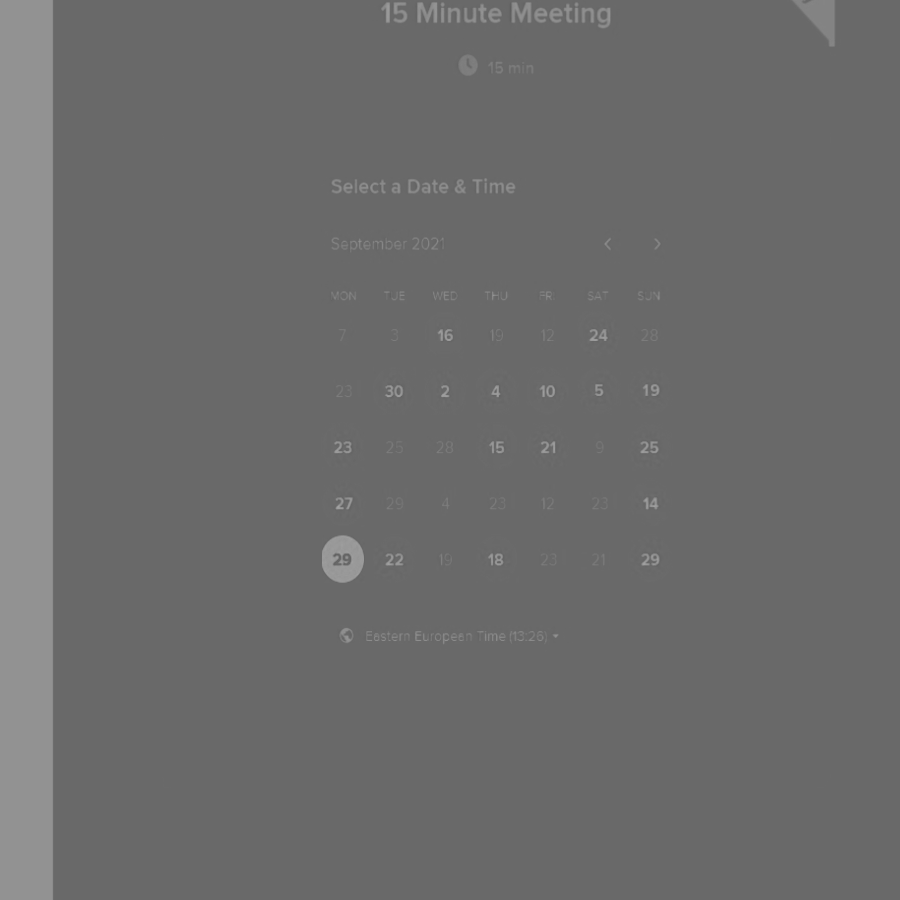 15 Minute Meeting
15 min
Select a Date & Time
September 2021
MON TUE WED THU FRI SAT SUN
7 3 16 19 12 24 28
23 30 2 4 10 5 19
23 25 28 15 21 9 25
27 29 4 23 12 23 14
29 22 19 18 23 21 29
Eastern European Time (13:26)